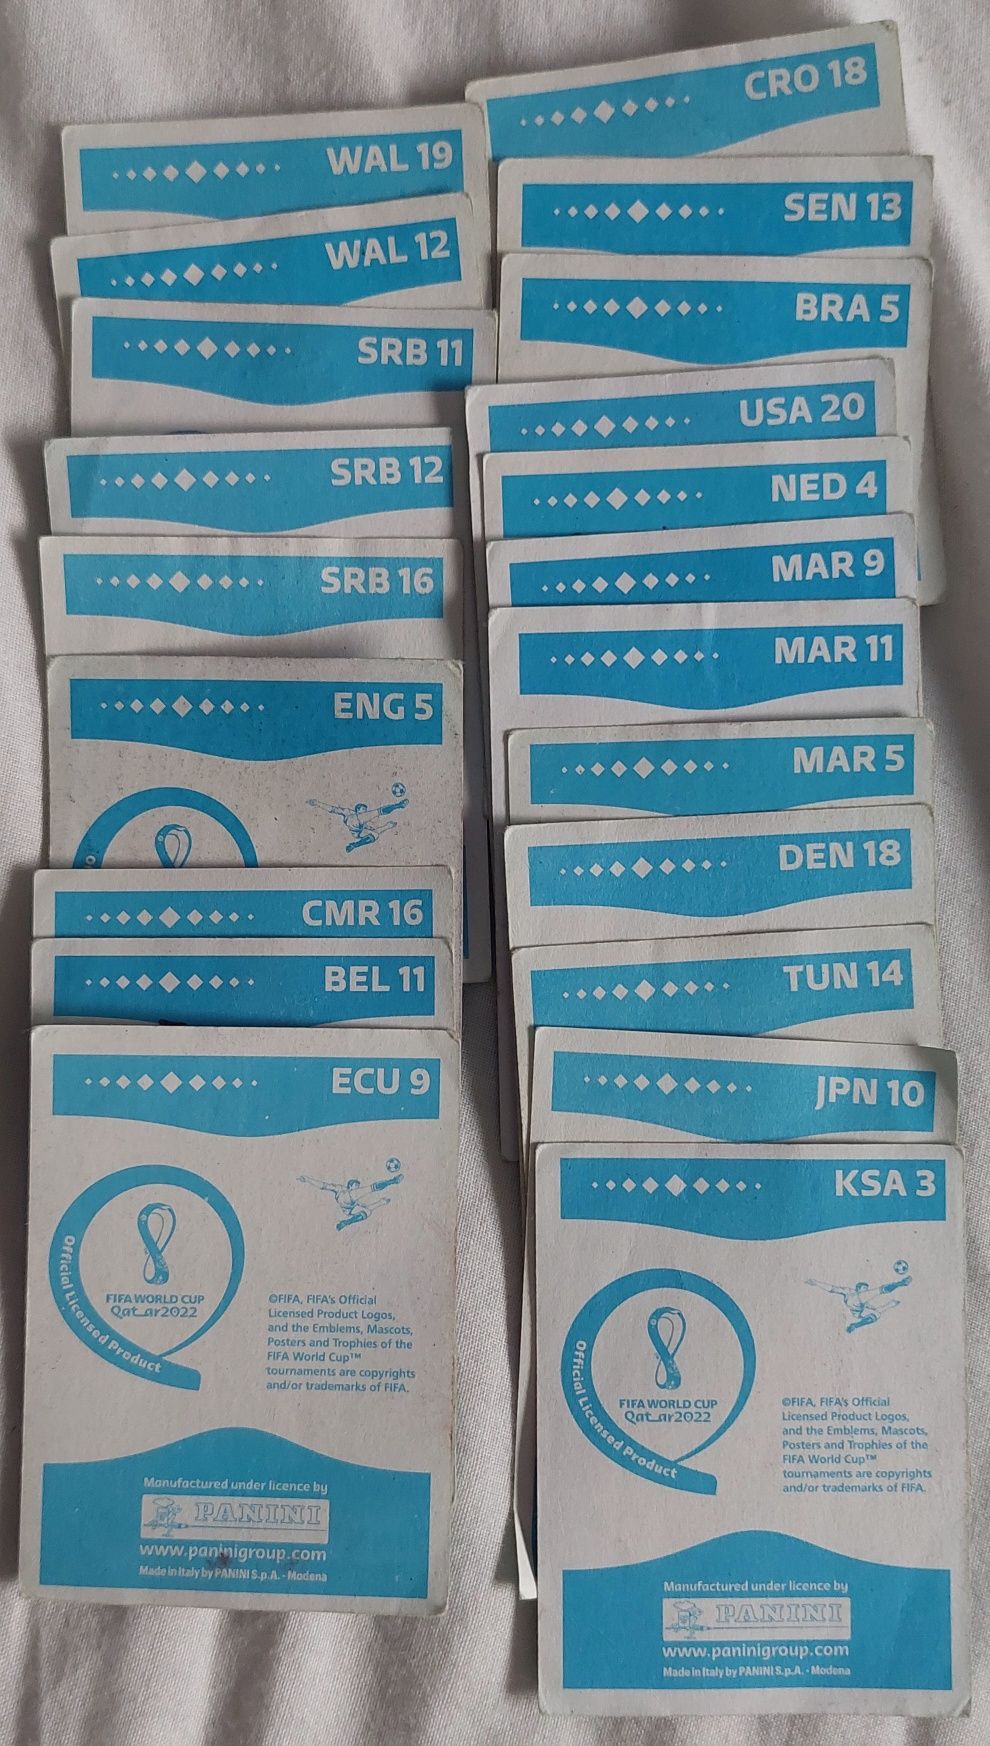 WAL 19
WAL 12
SRB 11
SRB 12
SRB 16
ENG 5
CMR 16
BEL 11
ECU 9
Official Licensed Product
FIFA WORLD CUP
Qatar2022
©FIFA, FIFA's Official
Licensed Product Logos,
and the Emblems, Mascots,
Posters and Trophies of the
FIFA World Cup™
tournaments are copyrights
and/or trademarks of FIFA.
Manufactured under licence by
PANINI
www.paninigroup.com
Made in Italy by PANINI S.p.A. - Modena
CRO 18
SEN 13
BRA 5
USA 20
NED 4
MAR 9
MAR 11
MAR 5
DEN 18
TUN 14
JPN 10
KSA 3
Official Licensed Product
FIFA WORLD CUP
Qatar2022
©FIFA, FIFA's Official
Licensed Product Logos,
and the Emblems, Mascots,
Posters and Trophies of the
FIFA World Cup™
tournaments are copyrights
and/or trademarks of FIFA.
Manufactured under licence by
PANINI
www.paninigroup.com
Made in Italy by PANINI S.p.A. - Modena